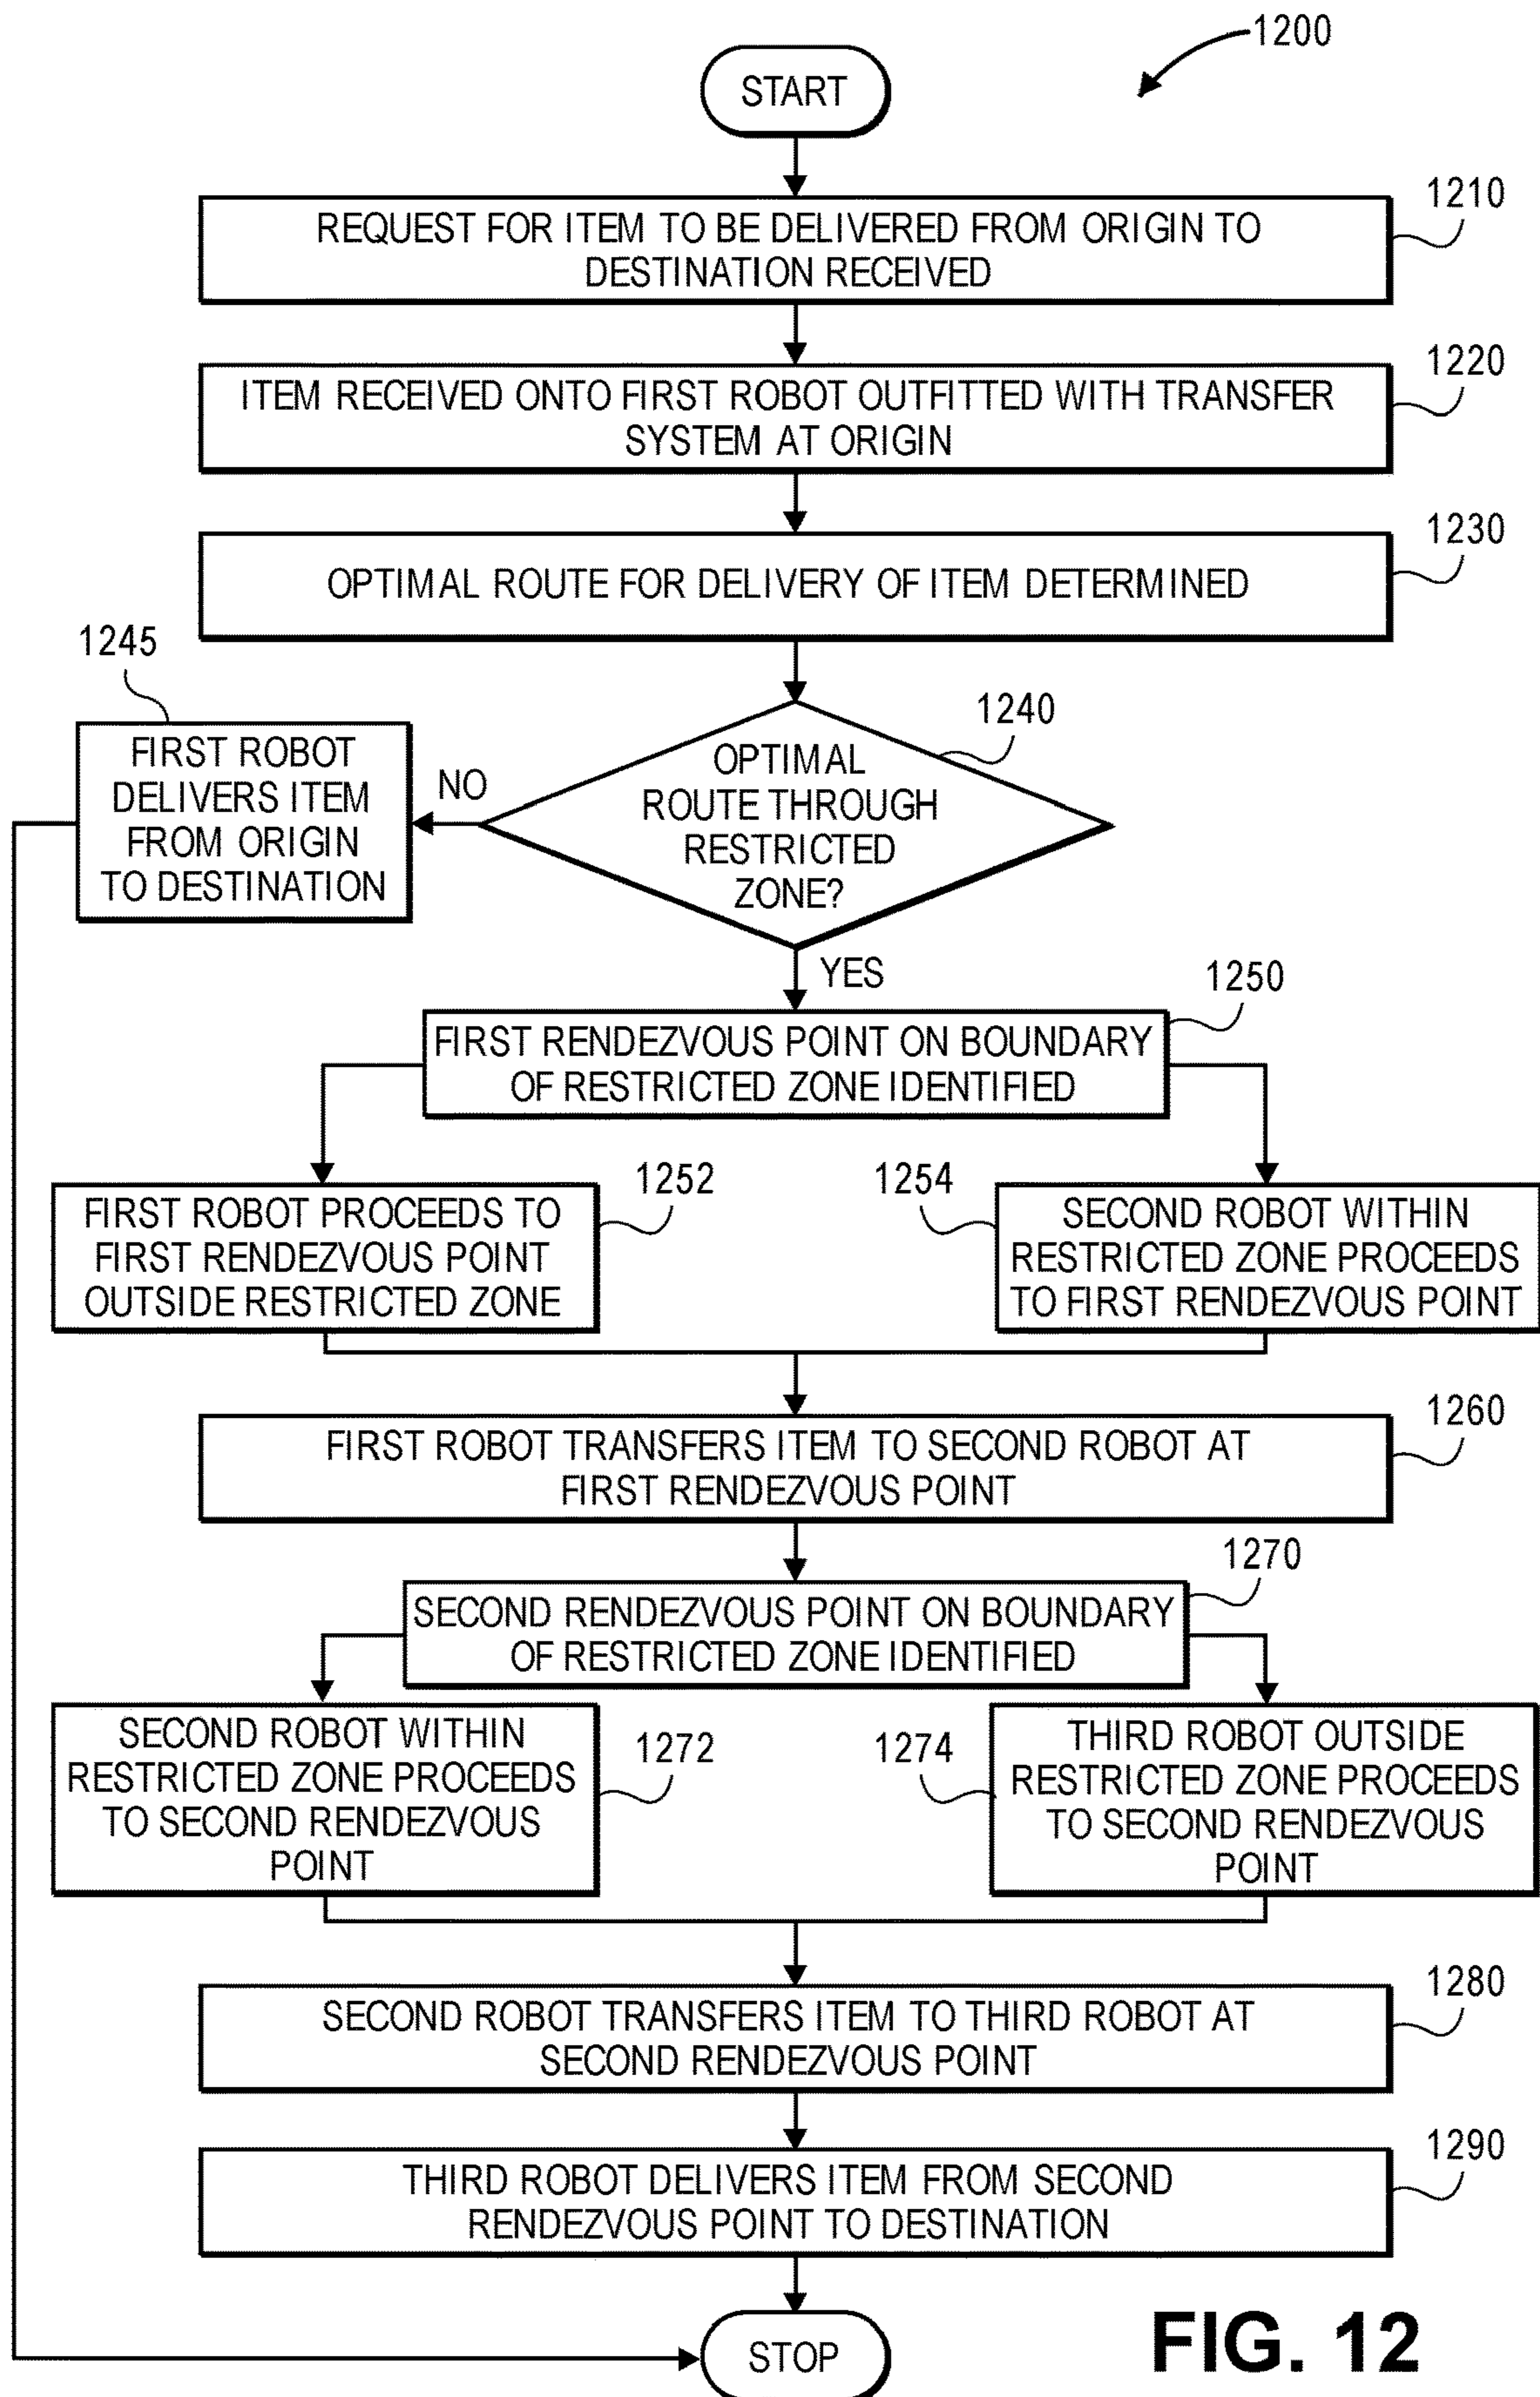 1200
START
1210
REQUEST FOR ITEM TO BE DELIVERED FROM ORIGIN TO
DESTINATION RECEIVED
1220
ITEM RECEIVED ONTO FIRST ROBOT OUTFITTED WITH TRANSFER
SYSTEM AT ORIGIN
1230
OPTIMAL ROUTE FOR DELIVERY OF ITEM DETERMINED
1245
FIRST ROBOT
DELIVERS ITEM
FROM ORIGIN
TO DESTINATION
NO
1240
OPTIMAL
ROUTE THROUGH
RESTRICTED
ZONE?
YES
1250
FIRST RENDEZVOUS POINT ON BOUNDARY
OF RESTRICTED ZONE IDENTIFIED
1252
FIRST ROBOT PROCEEDS TO
FIRST RENDEZVOUS POINT
OUTSIDE RESTRICTED ZONE
1254
SECOND ROBOT WITHIN
RESTRICTED ZONE PROCEEDS
TO FIRST RENDEZVOUS POINT
1260
FIRST ROBOT TRANSFERS ITEM TO SECOND ROBOT AT
FIRST RENDEZVOUS POINT
1270
SECOND RENDEZVOUS POINT ON BOUNDARY
OF RESTRICTED ZONE IDENTIFIED
1272
SECOND ROBOT WITHIN
RESTRICTED ZONE PROCEEDS
TO SECOND RENDEZVOUS
POINT
1274
THIRD ROBOT OUTSIDE
RESTRICTED ZONE PROCEEDS
TO SECOND RENDEZVOUS
POINT
1280
SECOND ROBOT TRANSFERS ITEM TO THIRD ROBOT AT
SECOND RENDEZVOUS POINT
1290
THIRD ROBOT DELIVERS ITEM FROM SECOND
RENDEZVOUS POINT TO DESTINATION
STOP
FIG. 12